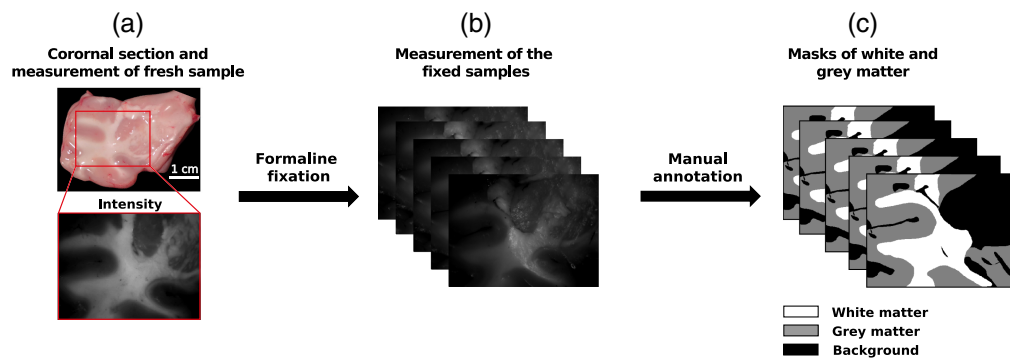 (a)
Corornal section and
measurement of fresh sample
1 cm
Intensity
Formaline
fixation
(b)
Measurement of the
fixed samples
Manual
annotation
(c)
Masks of white and
grey matter
White matter
Grey matter
Background